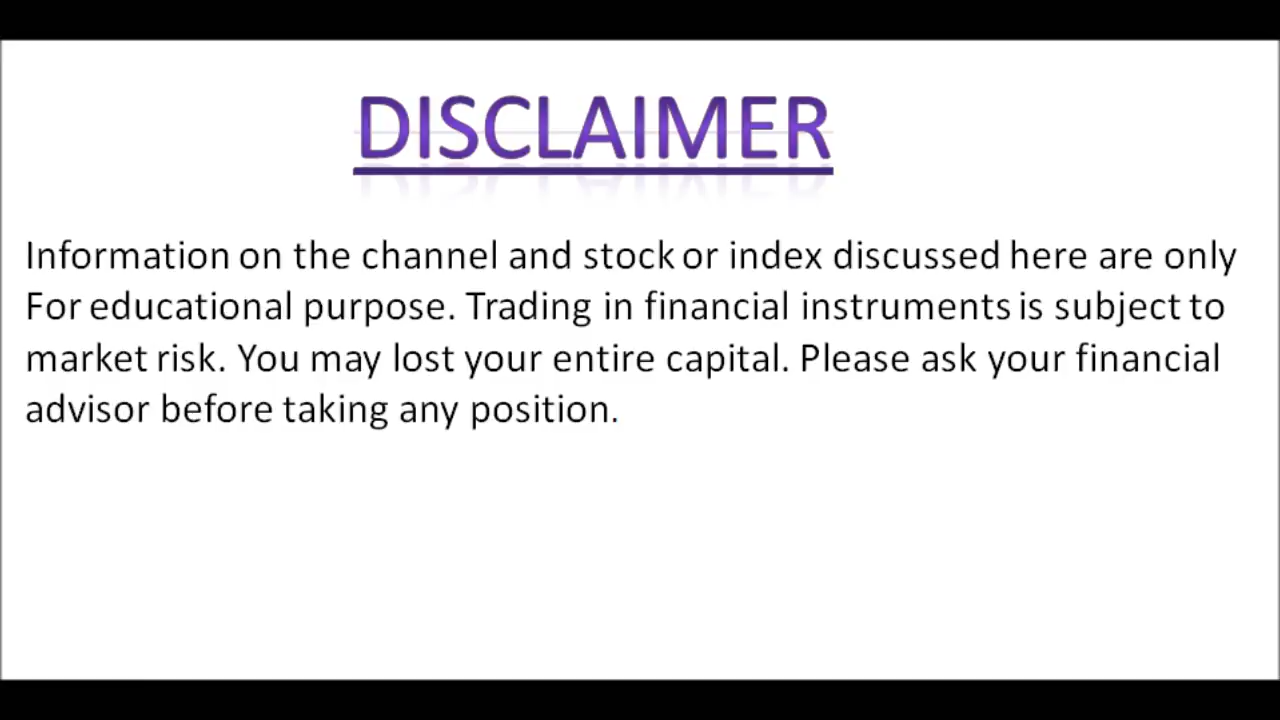 DISCLAIMER
Information on the channel and stock or index discussed here are only
For educational purpose. Trading in financial instruments is subject to
market risk. You may lost your entire capital. Please ask your financial
advisor before taking any position.